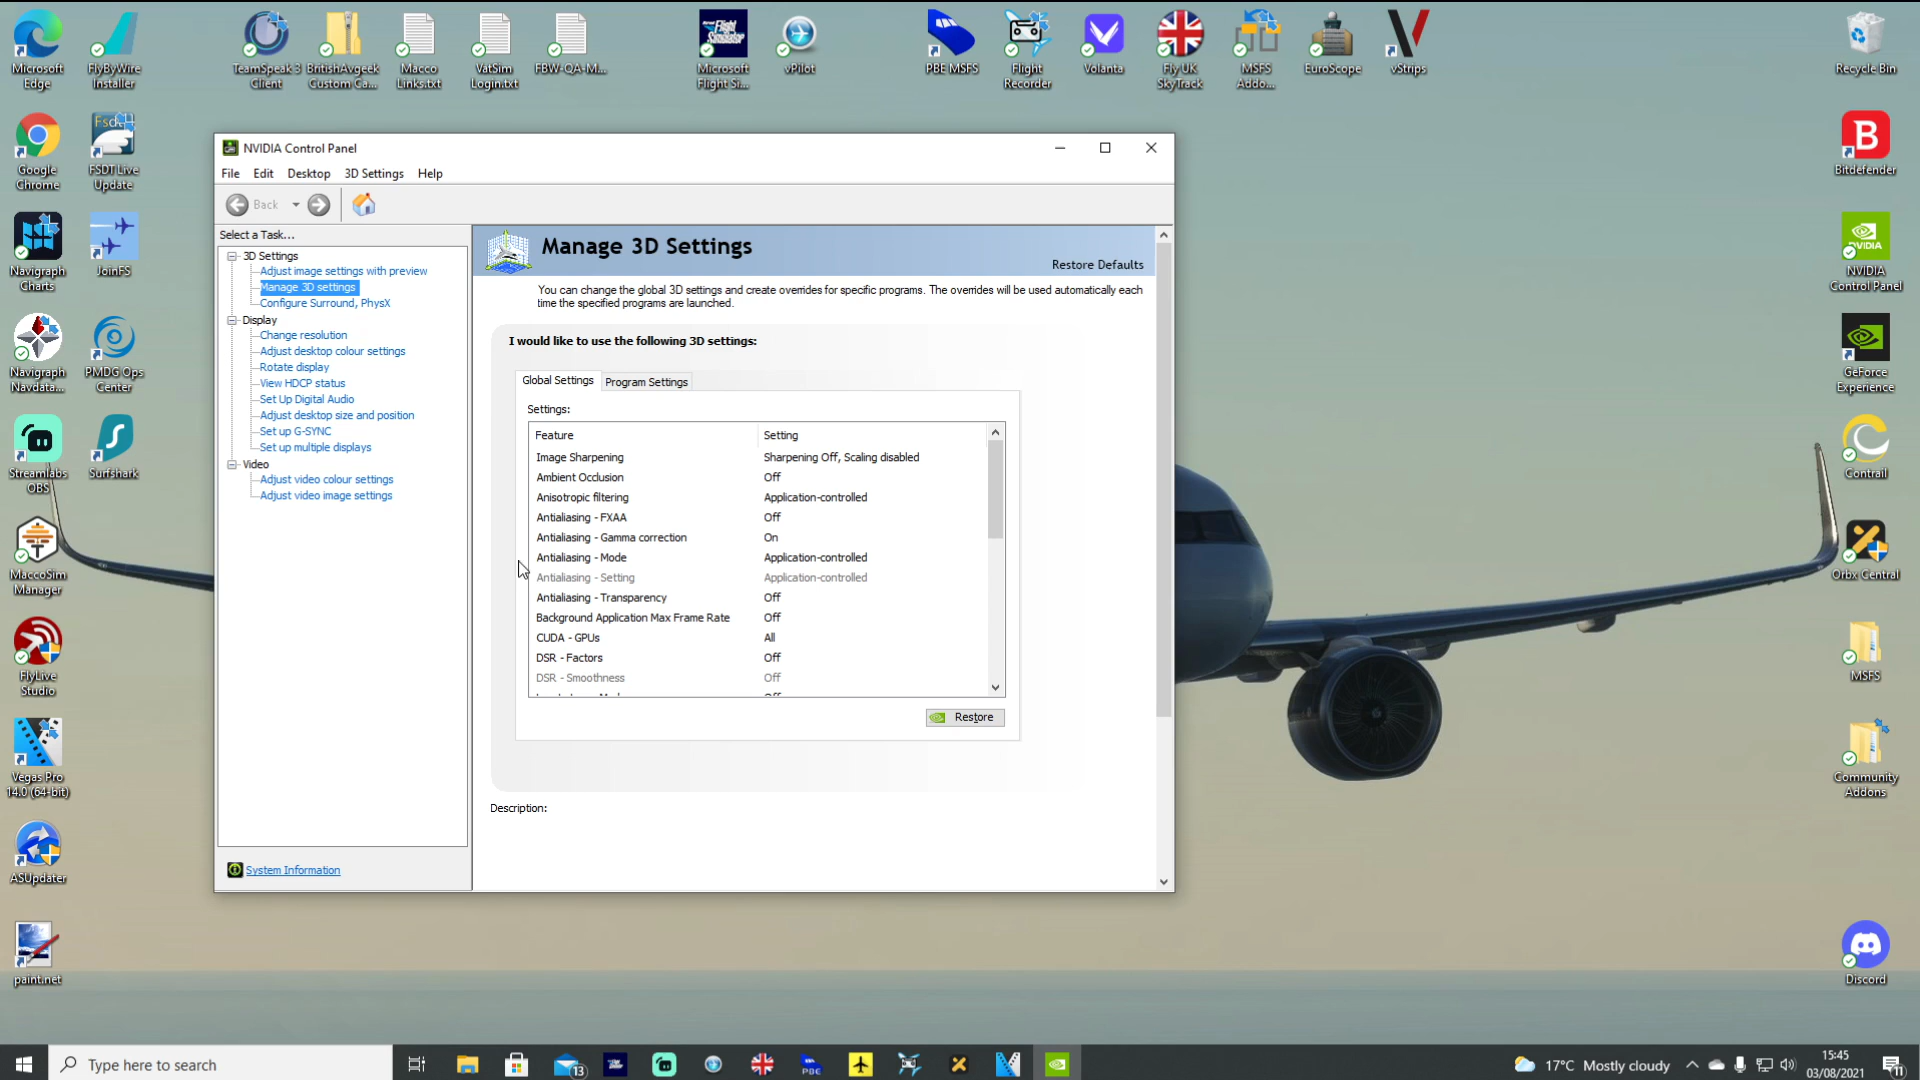 Microsoft
Edge
FlyByWire
Installer
TeamSpeak 3
Client
BritishAvgeek
Custom Ca...
Macco
Links.txt
VatSim
Login.txt
FBW-QA-M...
Microsoft
Flight Si...
vPilot
PBE MSFS
Flight
Recorder
Volanta
Fly UK
SkyTrack
MSFS
Addo...
EuroScope
vStrips
Recycle Bin
Google
Chrome
FSDT Live
Update
Bitdefender
Navigraph
Charts
JoinFS
NVIDIA
Control Panel
Navigraph
Navdata...
PMDG Ops
Center
GeForce
Experience
Streamlabs
OBS
Surfshark
Contrail
MaccoSim
Manager
Orbx Central
FlyLive
Studio
MSFS
Vegas Pro
14.0 (64-bit)
Community
Addons
ASUpdater
paint.net
Discord
NVIDIA Control Panel
File Edit Desktop 3D Settings Help
Back
Select a Task...
3D Settings
Adjust image settings with preview
Manage 3D settings
Configure Surround, PhysX
Display
Change resolution
Adjust desktop colour settings
Rotate display
View HDCP status
Set Up Digital Audio
Adjust desktop size and position
Set up G-SYNC
Set up multiple displays
Video
Adjust video colour settings
Adjust video image settings
System Information
Manage 3D Settings
Restore Defaults
You can change the global 3D settings and create overrides for specific programs. The overrides will be used automatically each
time the specified programs are launched.
I would like to use the following 3D settings:
Global Settings Program Settings
Settings:
Feature Setting
Image Sharpening Sharpening Off, Scaling disabled
Ambient Occlusion Off
Anisotropic filtering Application-controlled
Antialiasing - FXAA Off
Antialiasing - Gamma correction On
Antialiasing - Mode Application-controlled
Antialiasing - Setting Application-controlled
Antialiasing - Transparency Off
Background Application Max Frame Rate Off
CUDA - GPUs All
DSR - Factors Off
DSR - Smoothness Off
Restore
Description:
Type here to search
13
17°C Mostly cloudy
15:45
03/08/2021
11